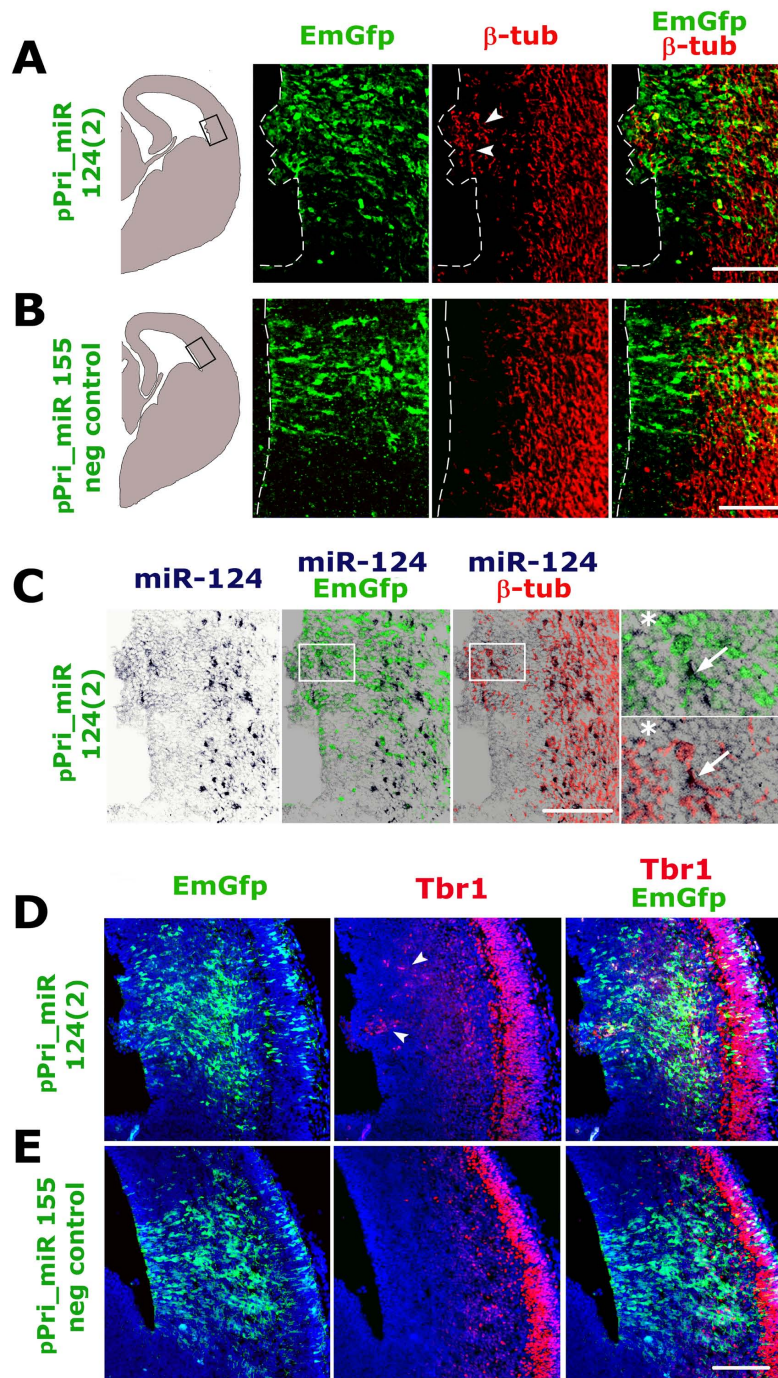 EmGfp
β-tub
EmGfp
β-tub
A
pPri_miR
124(2)
B
pPri_miR 155
neg control
miR-124
miR-124
EmGfp
miR-124
β-tub
C
pPri_miR
124(2)
*
*
EmGfp
Tbr1
Tbr1
EmGfp
D
pPri_miR
124(2)
E
pPri_miR 155
neg control